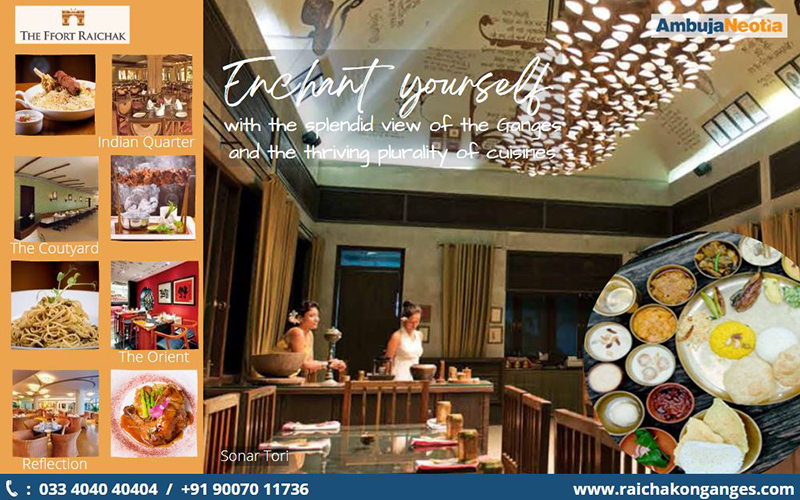 THE FFORT RAICHAK
AmbujaNeotia
Enchant yourself
with the splendid view of the Ganges
and the thriving plurality of cuisines
Indian Quarter
The Coutyard
The Orient
Reflection
Sonar Tori
: 033 4040 40404 / +91 90070 11736
www.raichakonganges.com